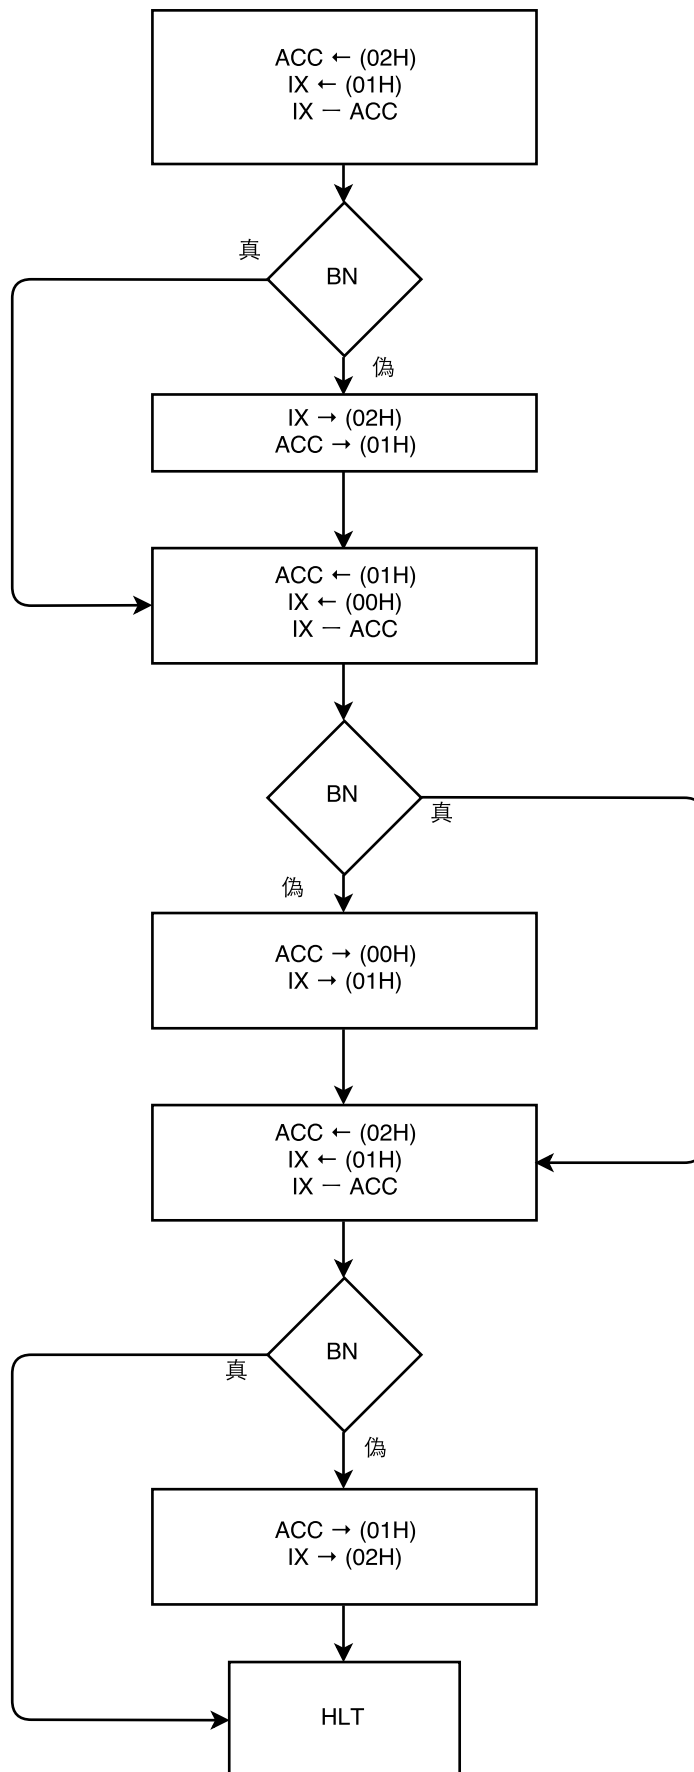 ACC ← (02H)
IX ← (01H)
IX − ACC
真
BN
偽
IX → (02H)
ACC → (01H)
ACC ← (01H)
IX ← (00H)
IX − ACC
BN
真
偽
ACC → (00H)
IX → (01H)
ACC ← (02H)
IX ← (01H)
IX − ACC
BN
真
偽
ACC → (01H)
IX → (02H)
HLT